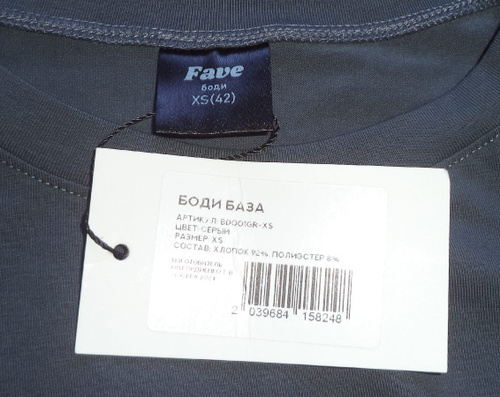 Fave
БОДИ
XS(42)
БОДИ БАЗА
АРТИКУЛ: BD001GR-XS
ЦВЕТ: СЕРЫЙ
РАЗМЕР: XS
СОСТАВ: ХЛОПОК 92%, ПОЛИЭСТЕР 8%
ИЗГОТОВИТЕЛЬ
2 039684 158248